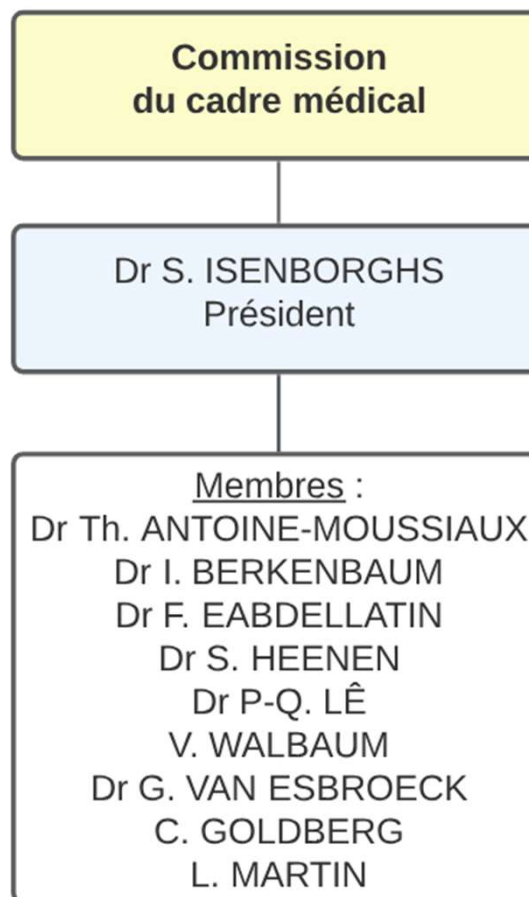 Commission
du cadre médical
Dr S. ISENBORGHS
Président
Membres :
Dr Th. ANTOINE-MOUSSIAUX
Dr I. BERKENBAUM
Dr F. EABDELLATIN
Dr S. HEENEN
Dr P-Q. LÊ
V. WALBAUM
Dr G. VAN ESBROECK
C. GOLDBERG
L. MARTIN